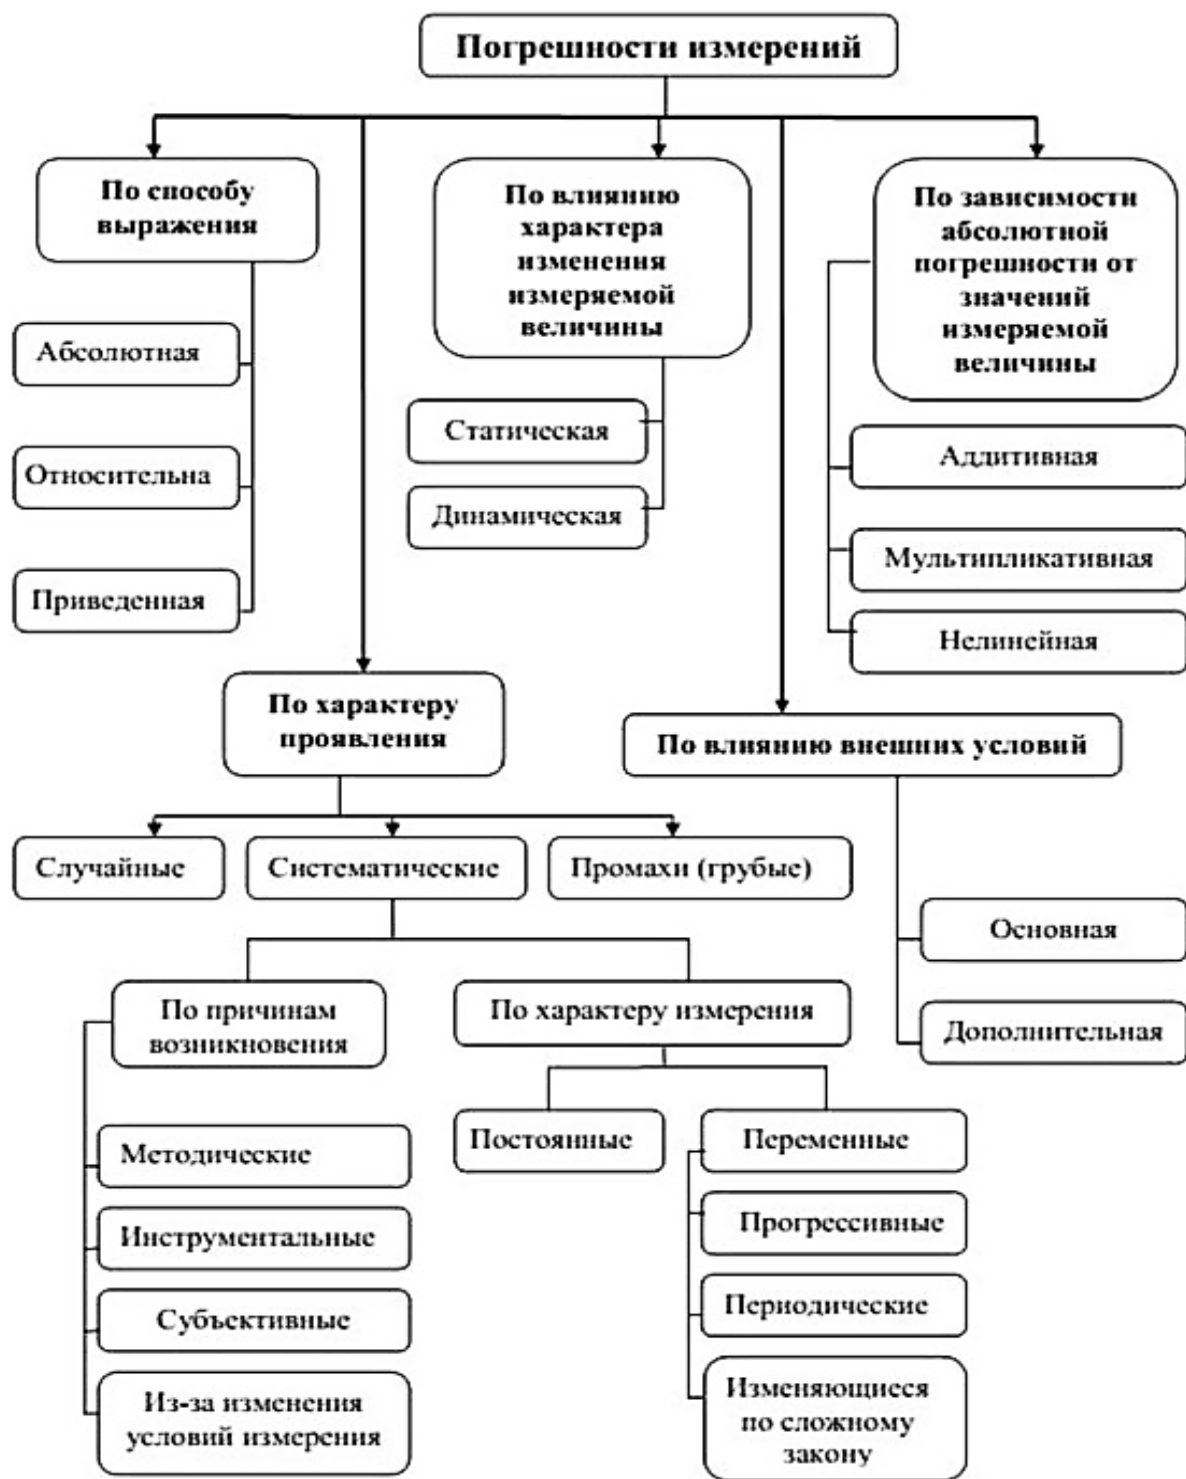 Погрешности измерений
По способу
выражения
Абсолютная
Относительна
Приведенная
По влиянию
характера
изменения
измеряемой
величины
Статическая
Динамическая
По зависимости
абсолютной
погрешности от
значений
измеряемой
величины
Аддитивная
Мультипликативная
Нелинейная
По характеру
проявления
По влиянию внешних условий
Случайные
Систематические
Промахи (грубые)
Основная
Дополнительная
По причинам
возникновения
По характеру измерения
Методические
Инструментальные
Субъективные
Из-за изменения
условий измерения
Постоянные
Переменные
Прогрессивные
Периодические
Изменяющиеся
по сложному
закону